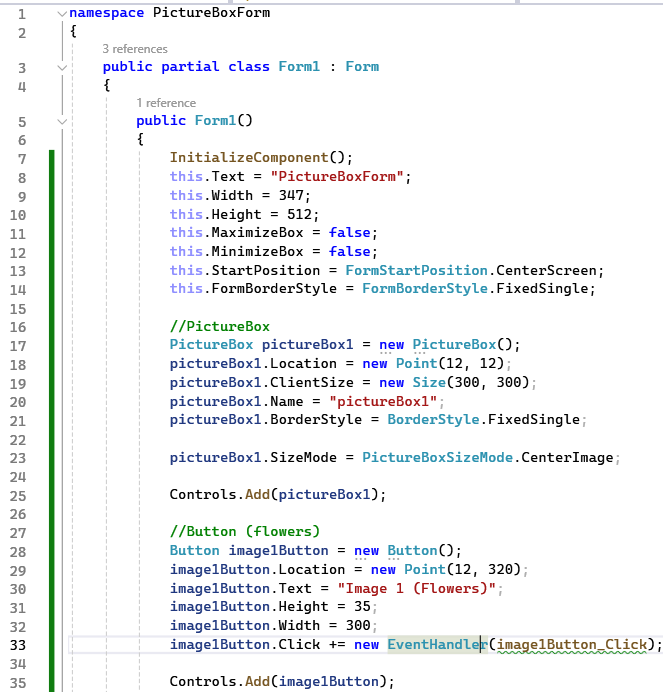 1 namespace PictureBoxForm
2 {
3 references
3 public partial class Form1 : Form
4 {
1 reference
5 public Form1()
6 {
7 InitializeComponent();
8 this.Text = "PictureBoxForm";
9 this.Width = 347;
10 this.Height = 512;
11 this.MaximizeBox = false;
12 this.MinimizeBox = false;
13 this.StartPosition = FormStartPosition.CenterScreen;
14 this.FormBorderStyle = FormBorderStyle.FixedSingle;
15
16 //PictureBox
17 PictureBox pictureBox1 = new PictureBox();
18 pictureBox1.Location = new Point(12, 12);
19 pictureBox1.ClientSize = new Size(300, 300);
20 pictureBox1.Name = "pictureBox1";
21 pictureBox1.BorderStyle = BorderStyle.FixedSingle;
22
23 pictureBox1.SizeMode = PictureBoxSizeMode.CenterImage;
24
25 Controls.Add(pictureBox1);
26
27 //Button (flowers)
28 Button image1Button = new Button();
29 image1Button.Location = new Point(12, 320);
30 image1Button.Text = "Image 1 (Flowers)";
31 image1Button.Height = 35;
32 image1Button.Width = 300;
33 image1Button.Click += new EventHandler(image1Button_Click);
34
35 Controls.Add(image1Button);